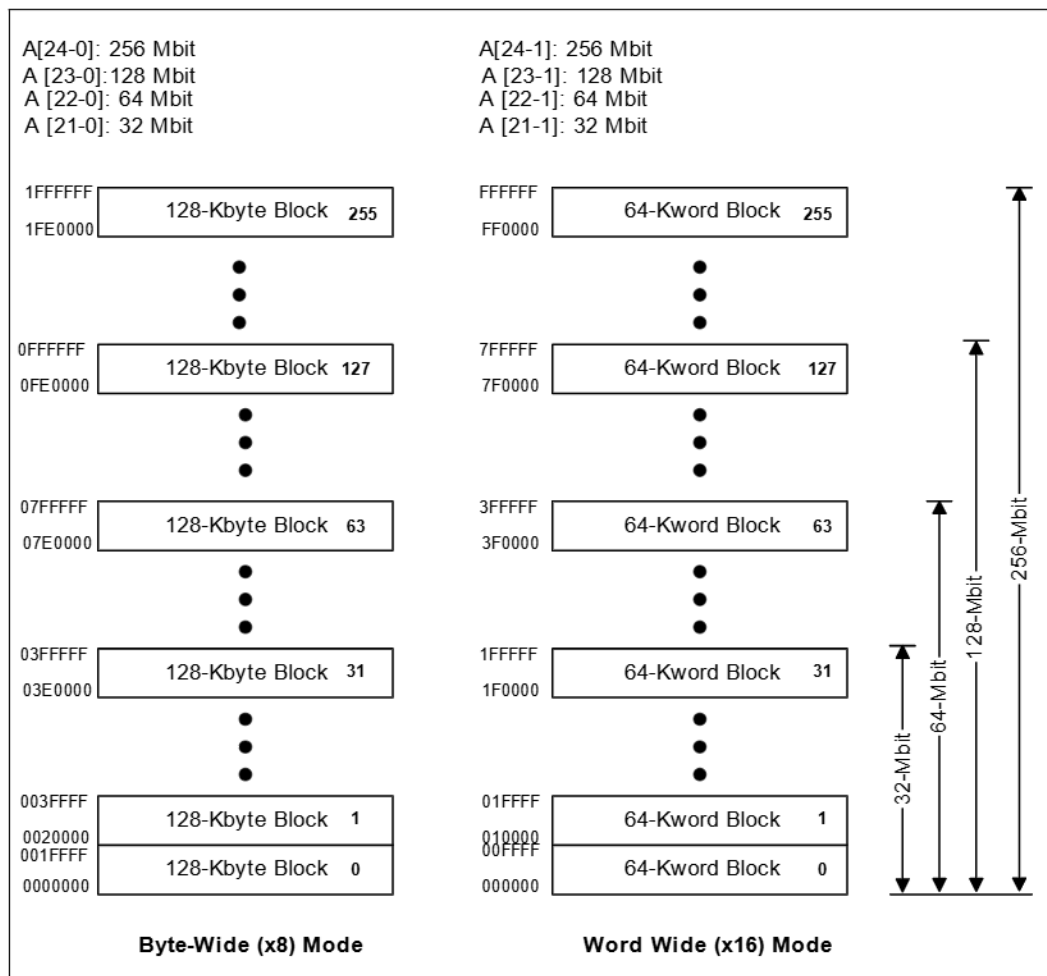 A[24-0]: 256 Mbit
A [23-0]:128 Mbit
A [22-0]: 64 Mbit
A [21-0]: 32 Mbit
A[24-1]: 256 Mbit
A [23-1]: 128 Mbit
A [22-1]: 64 Mbit
A [21-1]: 32 Mbit
1FFFFFF
128-Kbyte Block 255
1FE0000
FFFFFF
64-Kword Block 255
FF0000
0FFFFFF
128-Kbyte Block 127
0FE0000
7FFFFF
64-Kword Block 127
7F0000
07FFFFF
128-Kbyte Block 63
07E0000
3FFFFF
64-Kword Block 63
3F0000
03FFFFF
128-Kbyte Block 31
03E0000
1FFFFF
64-Kword Block 31
1F0000
003FFFF
128-Kbyte Block 1
0020000
001FFFF
128-Kbyte Block 0
0000000
01FFFF
64-Kword Block 1
010000
00FFFF
64-Kword Block 0
000000
32-Mbit
64-Mbit
128-Mbit
256-Mbit
Byte-Wide (x8) Mode
Word Wide (x16) Mode